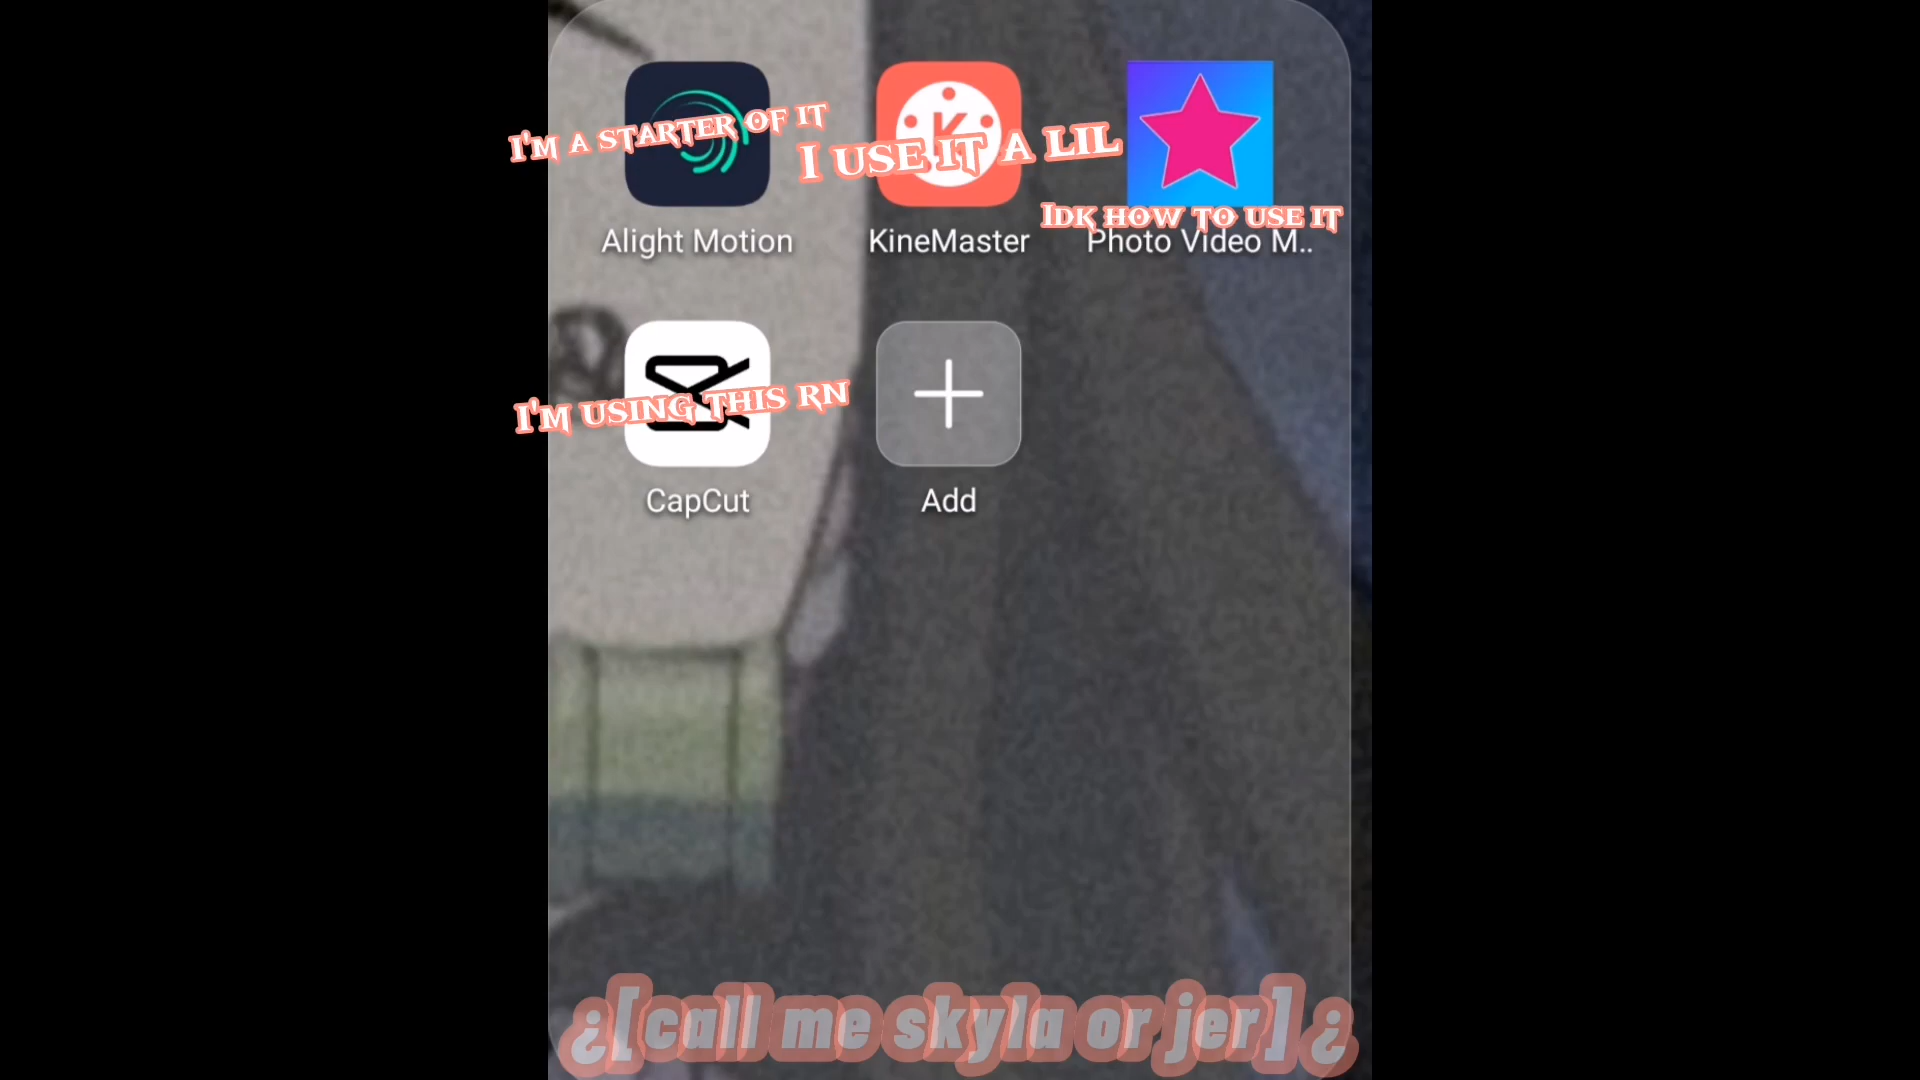 I'm a starter of it
I use it a lil
Idk how to use it
Alight Motion
KineMaster
Photo Video M..
I'm using this rn
CapCut
Add
¿[call me skyla or jer]¿